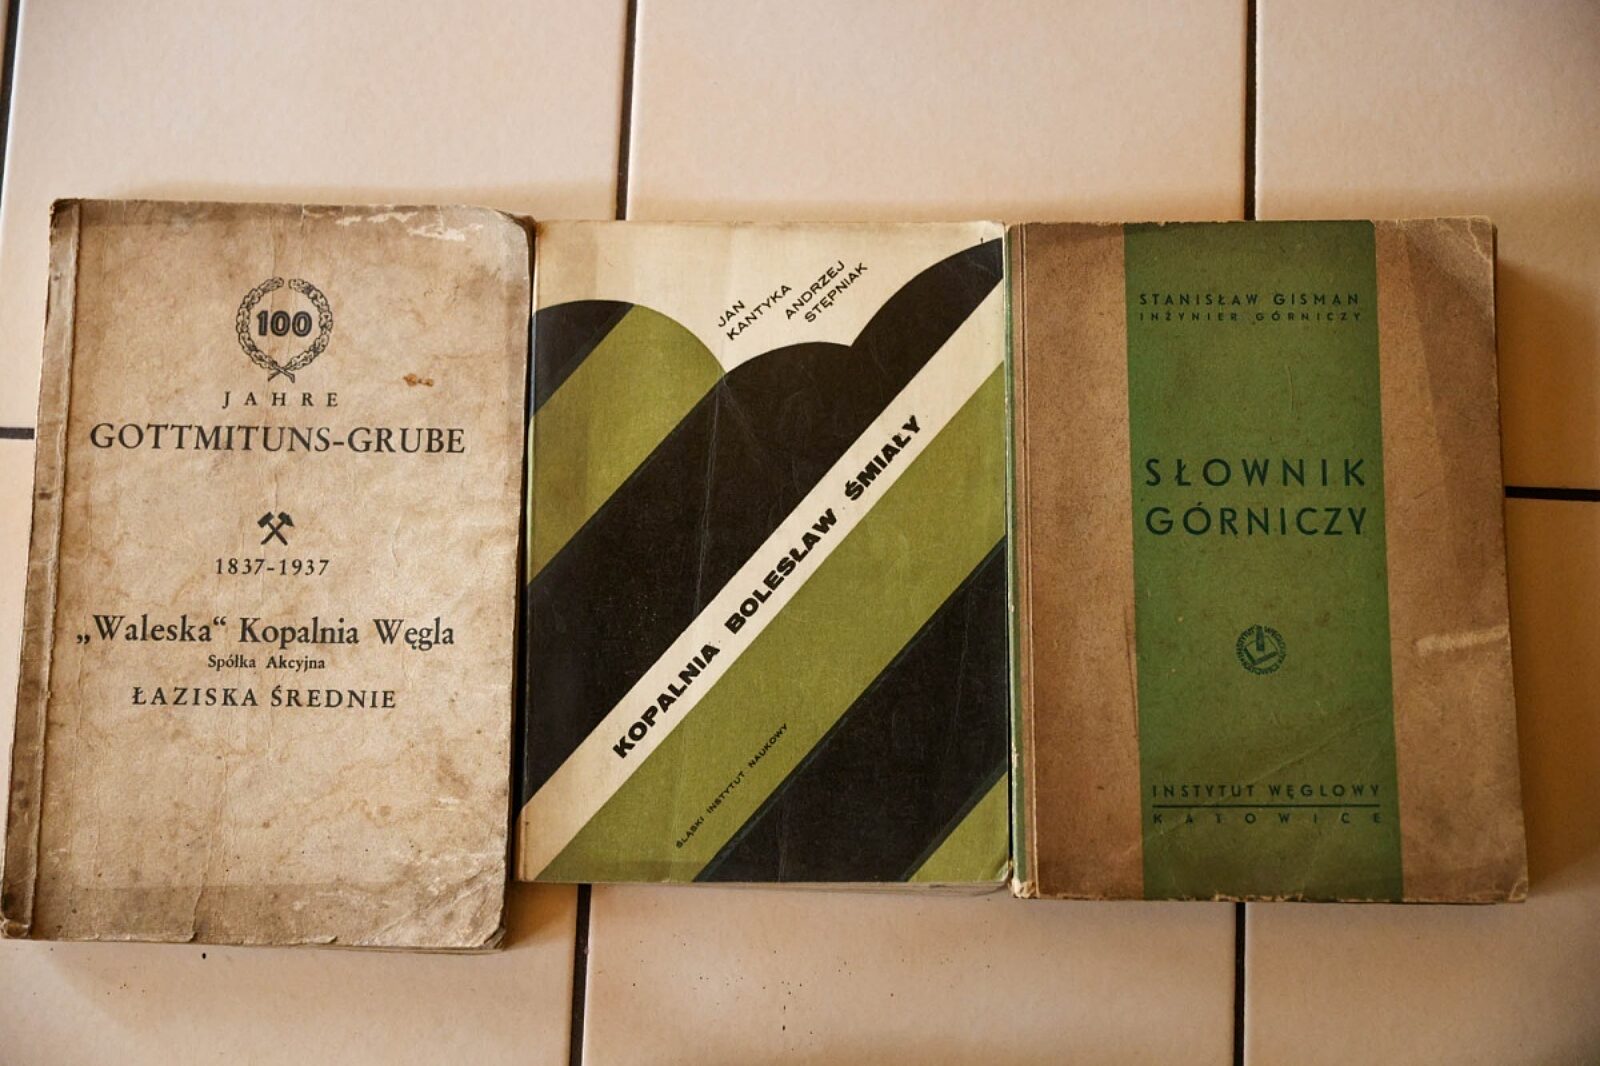 100
JAHRE
GOTTMITUNS-GRUBE
1837-1937
„Waleska“ Kopalnia Węgla
Spółka Akcyjna
ŁAZISKA ŚREDNIE
JAN
KANTYKA
ANDRZEJ
STĘPNIAK
KOPALNIA BOLESŁAW ŚMIAŁY
ŚLĄSKI INSTYTUT NAUKOWY
STANISŁAW GISMAN
INŻYNIER GÓRNICZY
SŁOWNIK
GÓRNICZY
INSTYTUT WĘGLOWY
KATOWICE